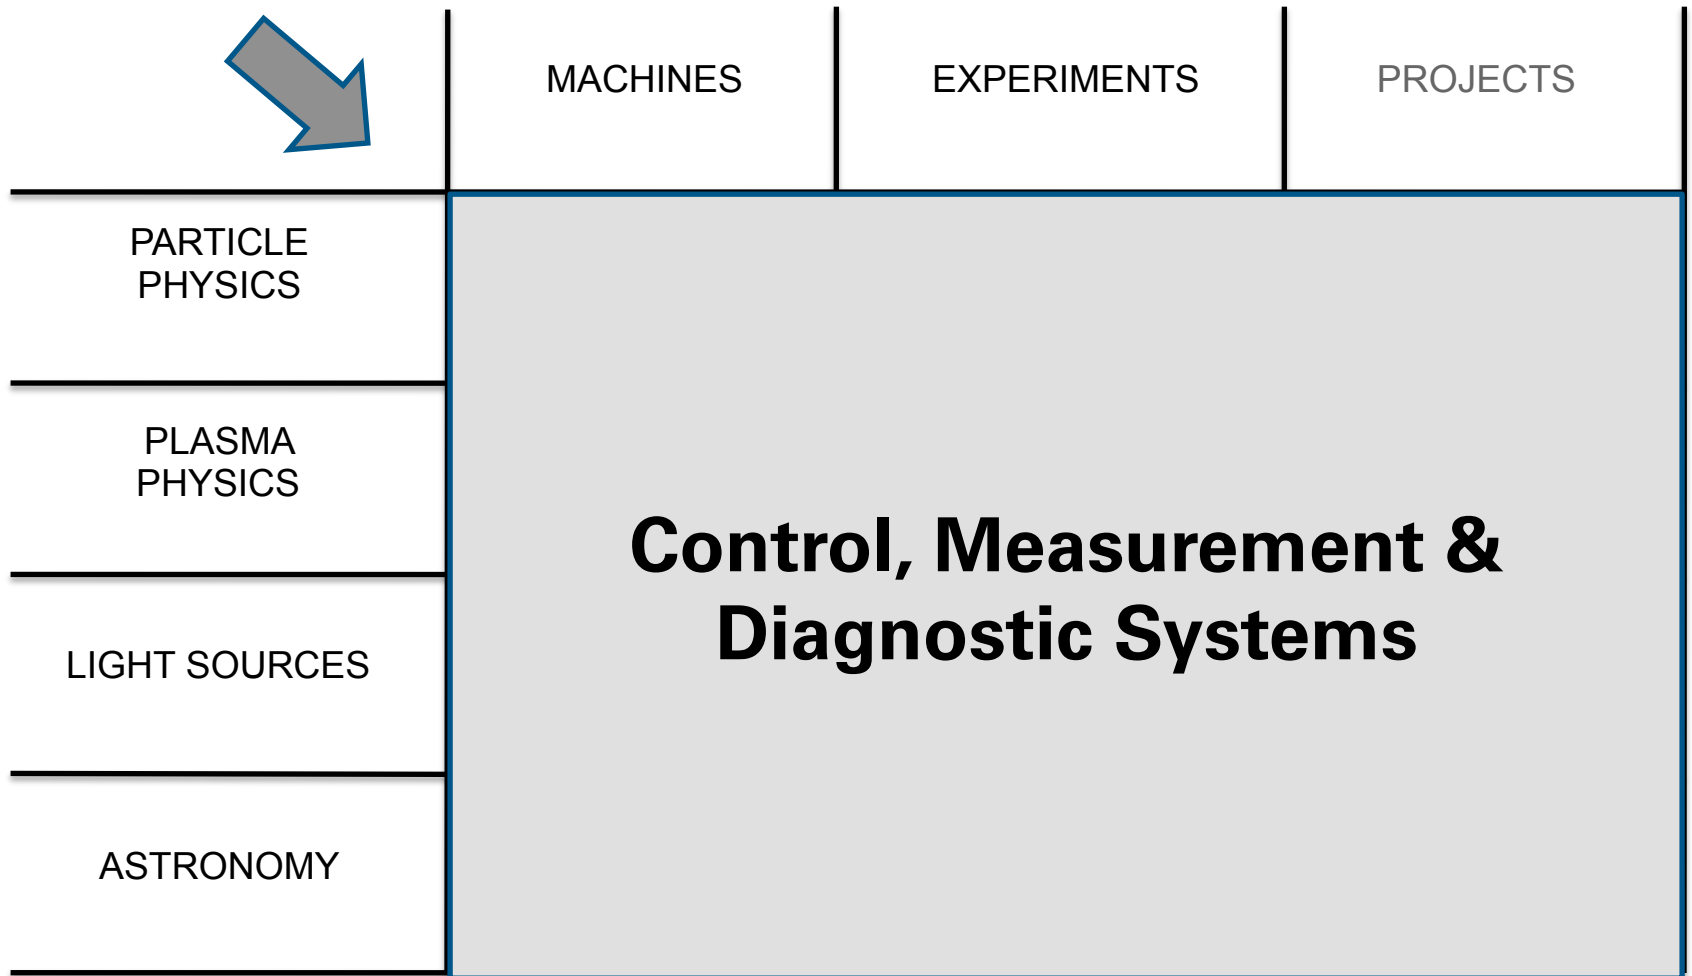 MACHINES
EXPERIMENTS
PROJECTS
PARTICLE
PHYSICS
PLASMA
PHYSICS
LIGHT SOURCES
ASTRONOMY
Control, Measurement &
Diagnostic Systems